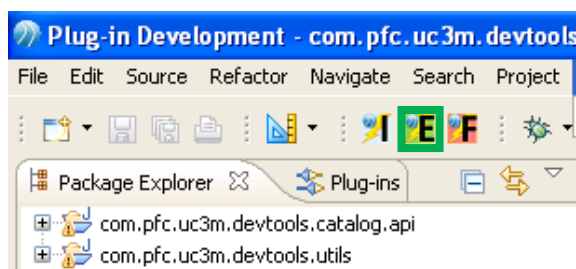 Plug-in Development - com.pfc.uc3m.devtools
File Edit Source Refactor Navigate Search Project
I E F
Package Explorer Plug-ins
com.pfc.uc3m.devtools.catalog.api
com.pfc.uc3m.devtools.utils